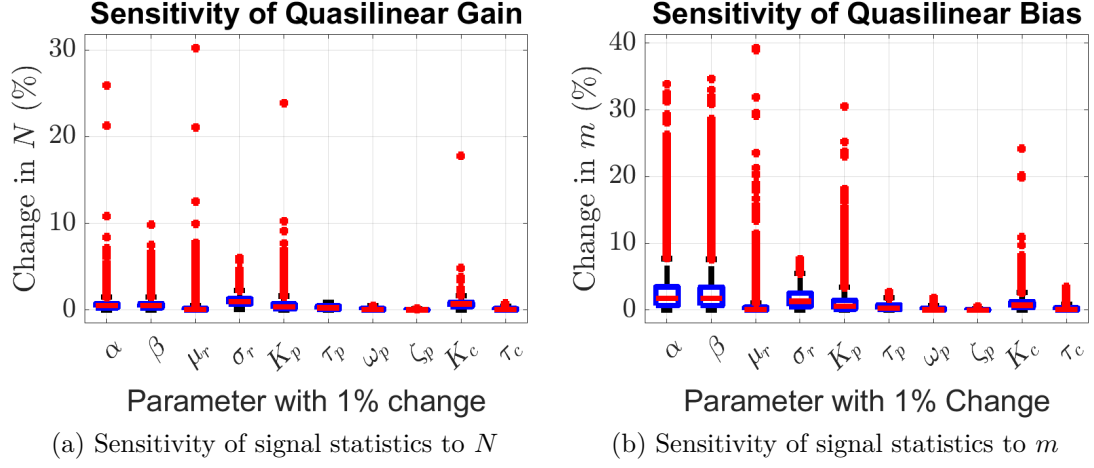 Sensitivity of Quasilinear Gain
Change in N (%)
30
20
10
0
α β μr σr Kp τp ωp ζp Kc τc
Parameter with 1% change
(a) Sensitivity of signal statistics to N
Sensitivity of Quasilinear Bias
Change in m (%)
40
30
20
10
0
α β μr σr Kp τp ωp ζp Kc τc
Parameter with 1% Change
(b) Sensitivity of signal statistics to m